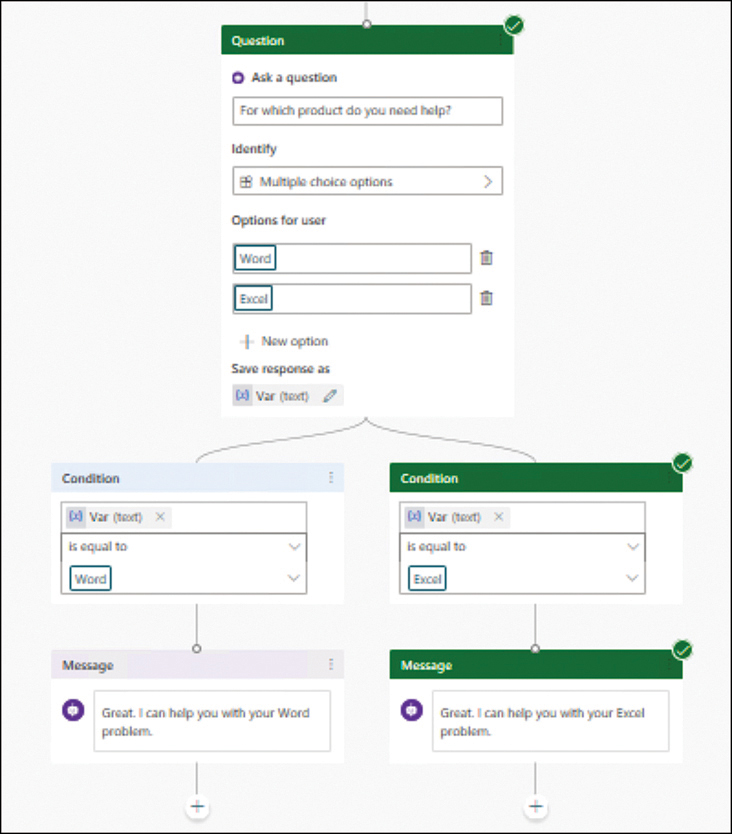 Question
Ask a question
For which product do you need help?
Identify
Multiple choice options
Options for user
Word
Excel
New option
Save response as
{x} Var (text)
Condition
{x} Var (text)
is equal to
Word
Message
Great. I can help you with your Word
problem.
Condition
{x} Var (text)
is equal to
Excel
Message
Great. I can help you with your Excel
problem.